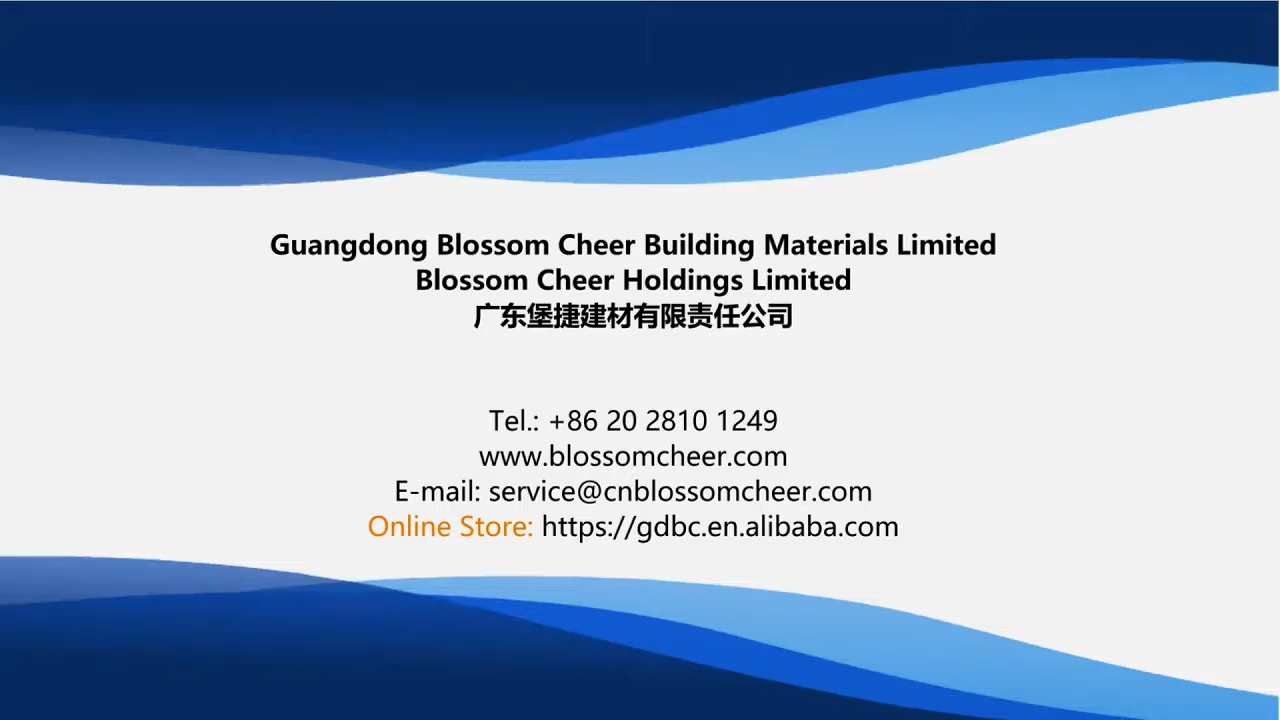 Guangdong Blossom Cheer Building Materials Limited
Blossom Cheer Holdings Limited
广东堡捷建材有限责任公司
Tel.: +86 20 2810 1249
www.blossomcheer.com
E-mail: service@cnblossomcheer.com
Online Store: https://gdbc.en.alibaba.com